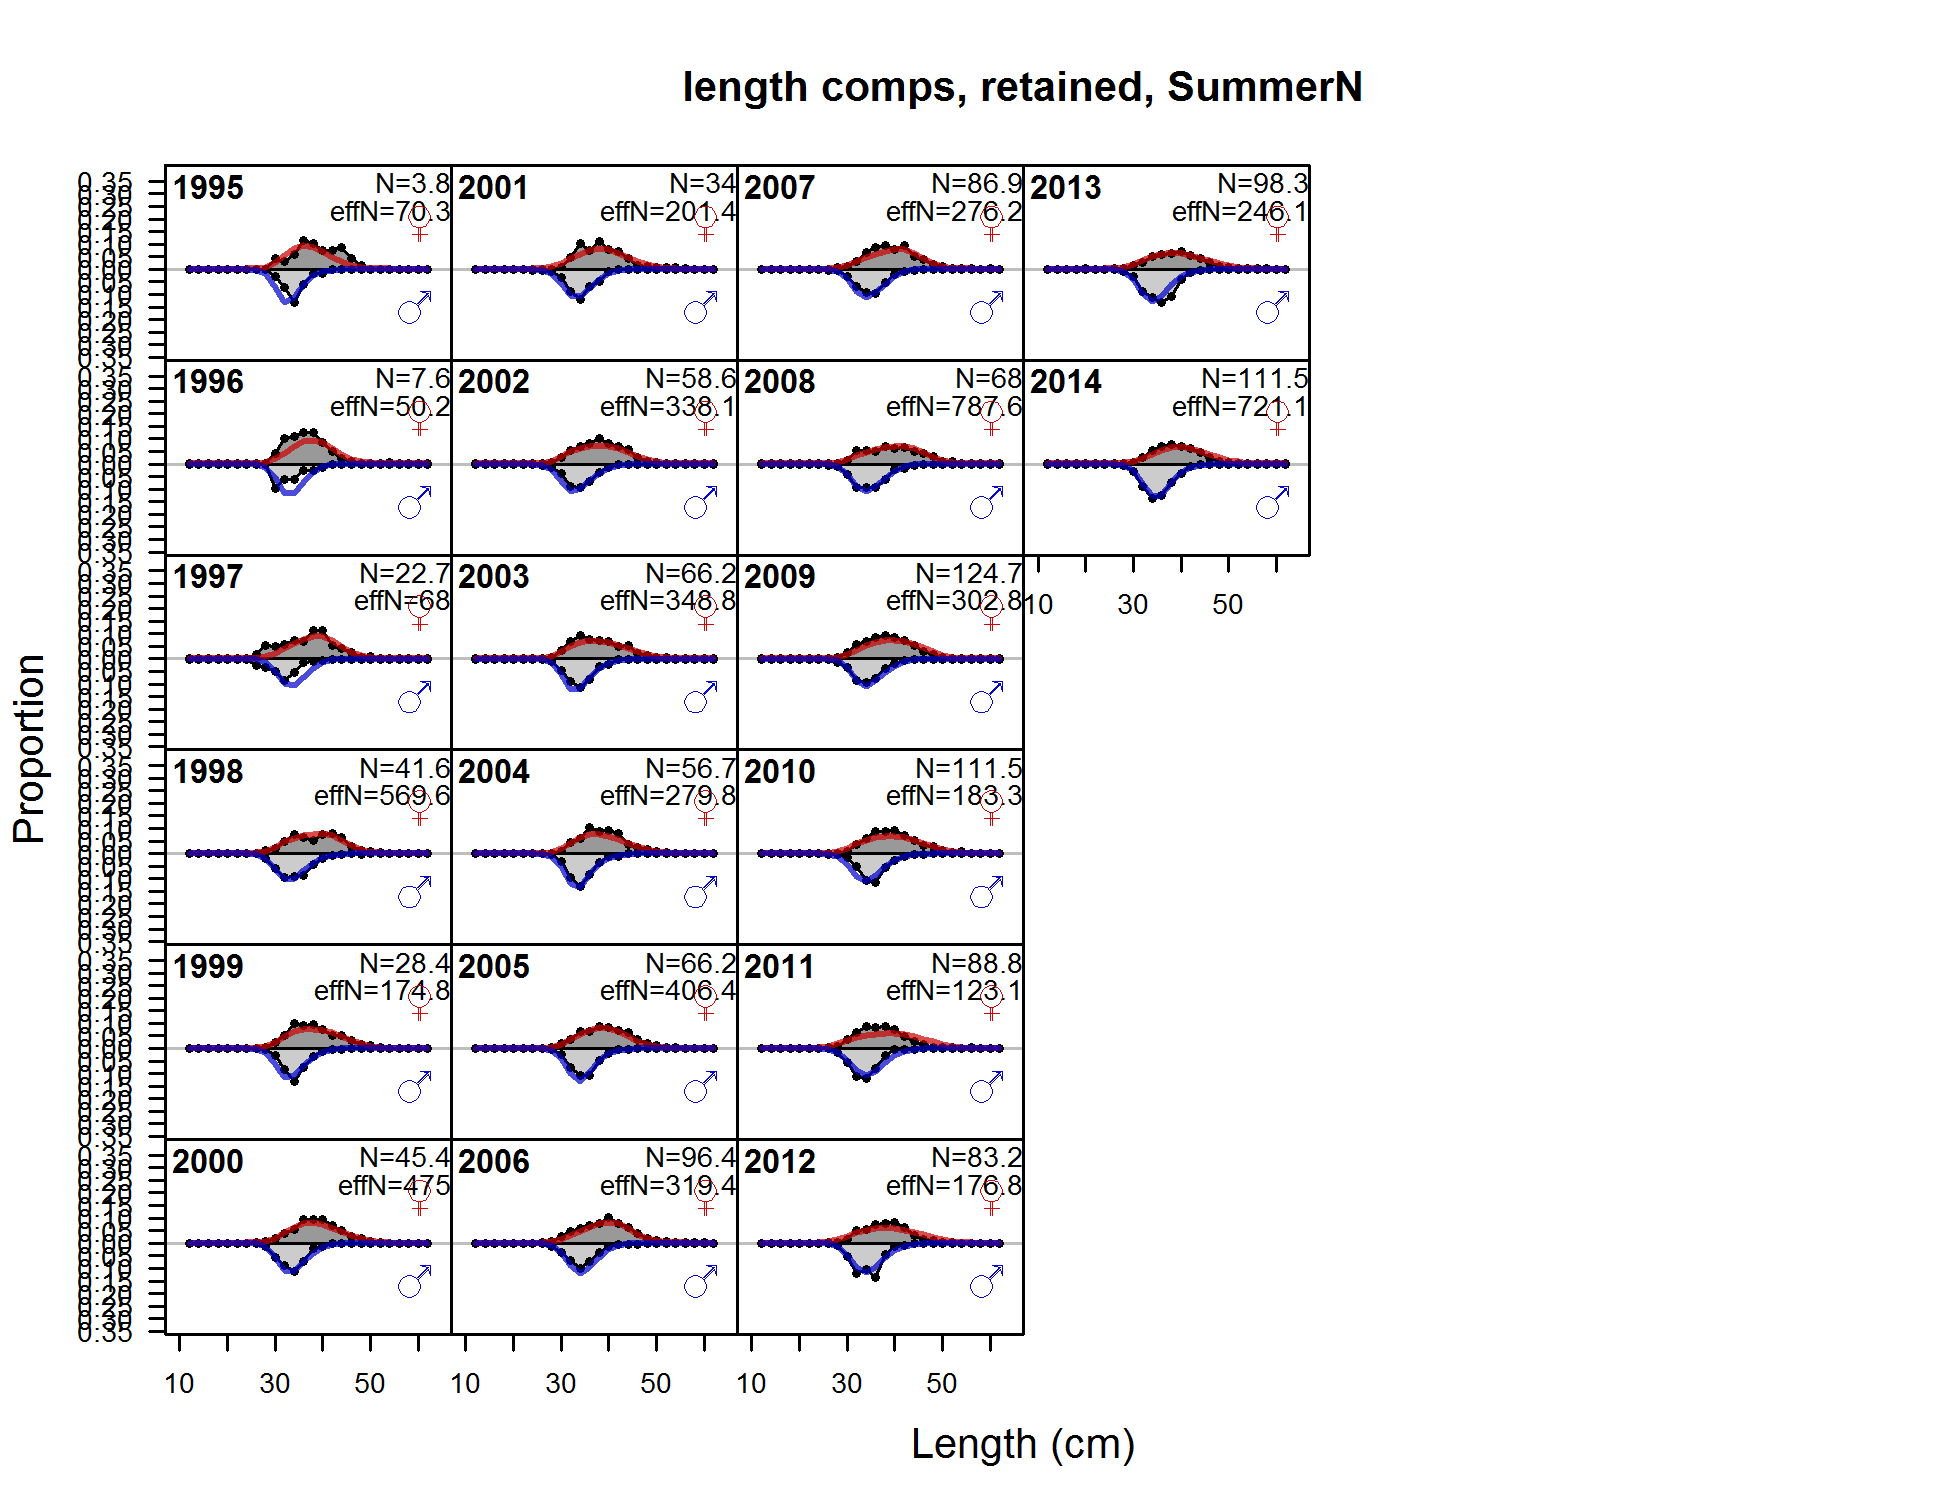 length comps, retained, SummerN
Proportion
1995
N=3.8
effN=70.3
2001
N=34
effN=201.4
2007
N=86.9
effN=276.2
2013
N=98.3
effN=246.1
1996
N=7.6
effN=50.2
2002
N=58.6
effN=338.1
2008
N=68
effN=787.6
2014
N=111.5
effN=721.1
1997
N=22.7
effN=68
2003
N=66.2
effN=348.8
2009
N=124.7
effN=302.8
10 30 50
1998
N=41.6
effN=569.6
2004
N=56.7
effN=279.8
2010
N=111.5
effN=183.3
1999
N=28.4
effN=174.8
2005
N=66.2
effN=406.4
2011
N=88.8
effN=123.1
2000
N=45.4
effN=475
2006
N=96.4
effN=319.4
2012
N=83.2
effN=176.8
10 30 50 10 30 50 10 30 50
Length (cm)